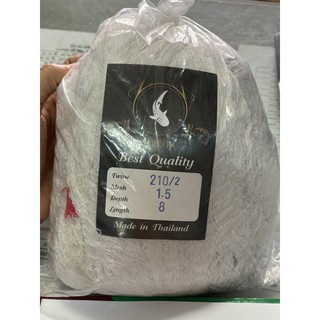 Best Quality
Twine 210/2
Mesh 1.5
Depth 8
Length
Made in Thailand